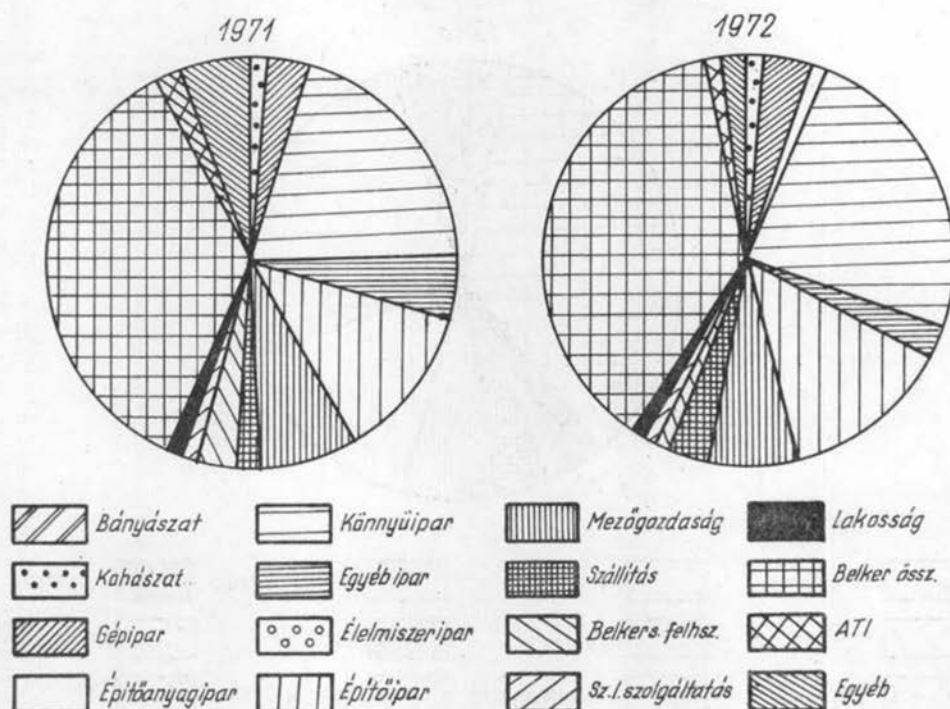 1971
1972
Bányászat
Könnyűipar
Mezőgazdaság
Lakosság
Kohászat
Egyéb ipar
Szállítás
Belker össz.
Gépipar
Élelmiszeripar
Belkers. felhsz.
ATI
Építőanyagipar
Építőipar
Sz.l. szolgáltatás
Egyéb